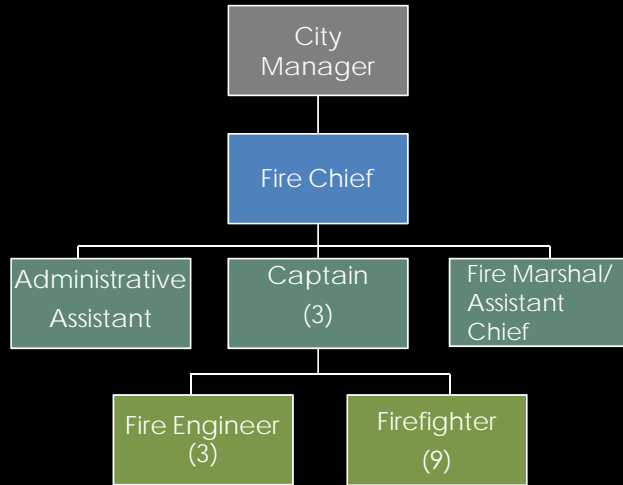 City
Manager
Fire Chief
Administrative
Assistant
Captain
(3)
Fire Marshal/
Assistant
Chief
Fire Engineer
(3)
Firefighter
(9)